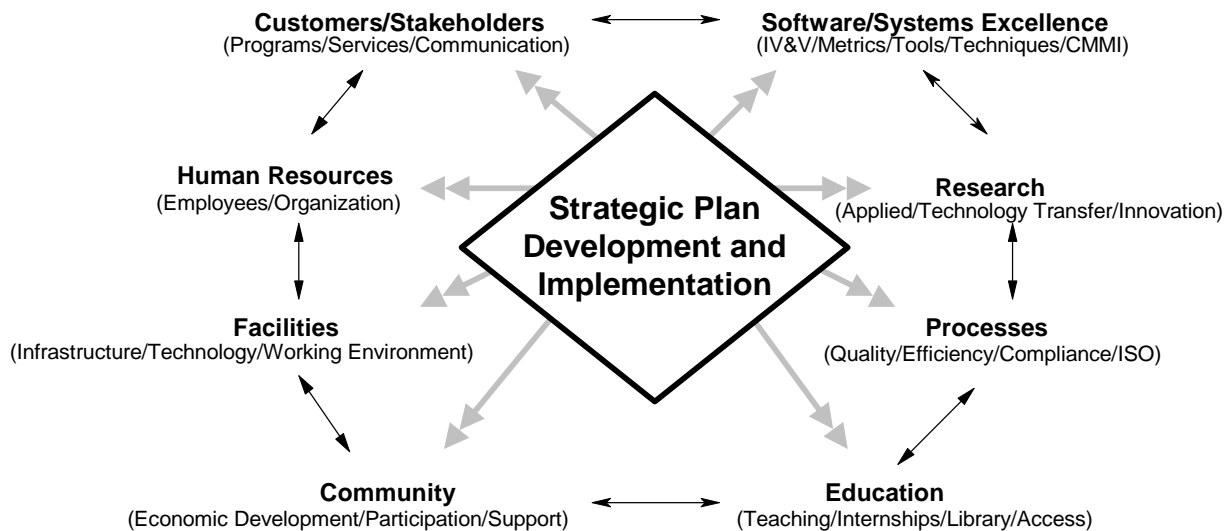 Customers/Stakeholders
(Programs/Services/Communication)
Software/Systems Excellence
(IV&V/Metrics/Tools/Techniques/CMMI)
Human Resources
(Employees/Organization)
Strategic Plan
Development and
Implementation
Research
(Applied/Technology Transfer/Innovation)
Facilities
(Infrastructure/Technology/Working Environment)
Processes
(Quality/Efficiency/Compliance/ISO)
Community
(Economic Development/Participation/Support)
Education
(Teaching/Internships/Library/Access)